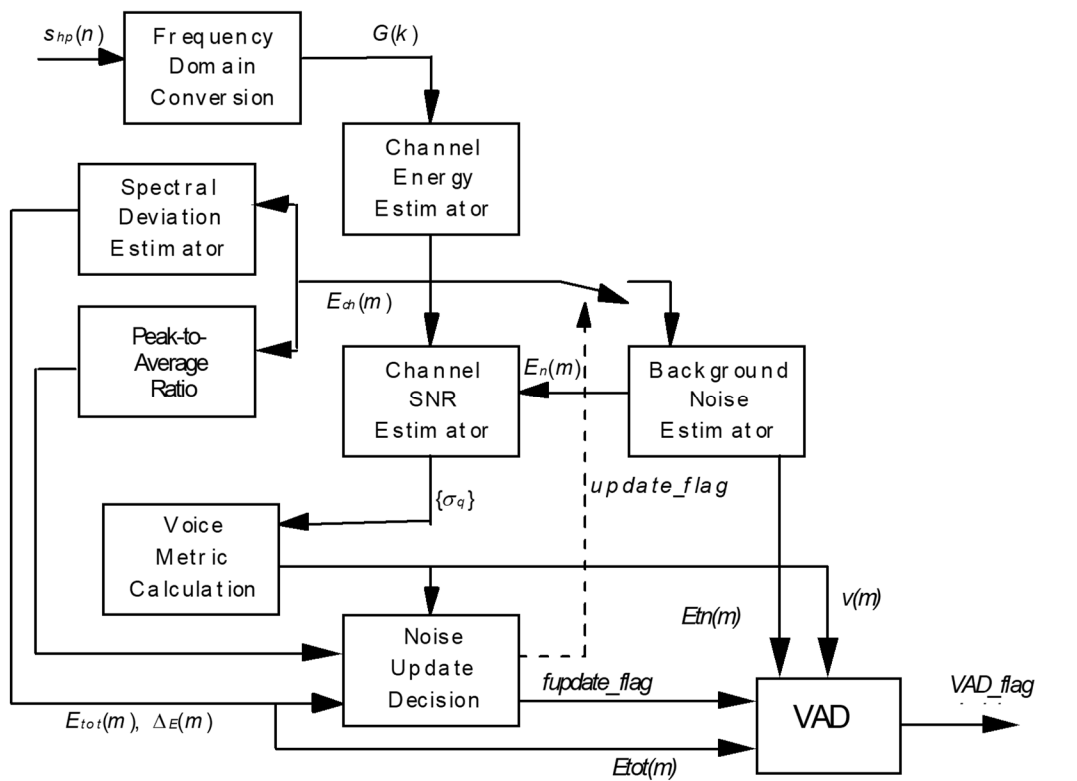 s_hp(n)
Frequency
Domain
Conversion
G(k)
Channel
Energy
Estimator
Spectral
Deviation
Estimator
E_ch(m)
Peak-to-
Average
Ratio
Channel
SNR
Estimator
E_n(m)
Background
Noise
Estimator
update_flag
{σ_q}
Voice
Metric
Calculation
Etn(m)
v(m)
Noise
Update
Decision
fupdate_flag
VAD
VAD_flag
E_tot(m), Δ_E(m)
Etot(m)